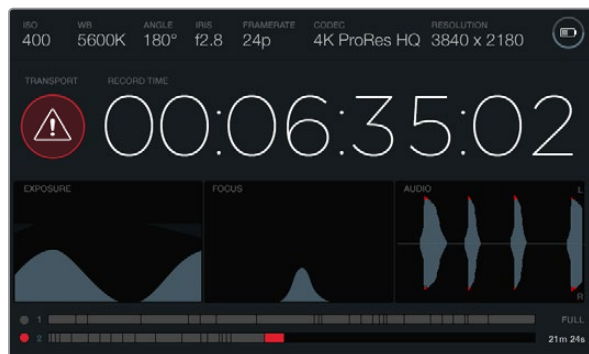 ISO WB ANGLE IRIS FRAMERATE CODEC RESOLUTION
400 5600K 180° f2.8 24p 4K ProRes HQ 3840 x 2180
TRANSPORT RECORD TIME
00:06:35:02
EXPOSURE FOCUS AUDIO L
R
1 FULL
2 21m 24s